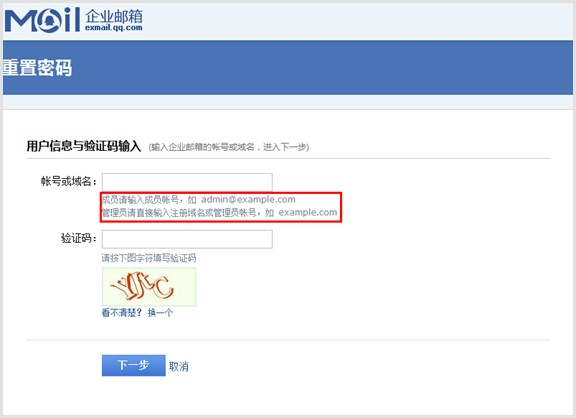 Mail 企业邮箱
exmail.qq.com
重置密码
用户信息与验证码输入 (输入企业邮箱的帐号或域名，进入下一步)
帐号或域名：
成员请输入成员帐号，如 admin@example.com
管理员请直接输入注册域名或管理员帐号，如 example.com
验证码：
请按下图字符填写验证码
看不清楚？ 换一个
下一步 取消